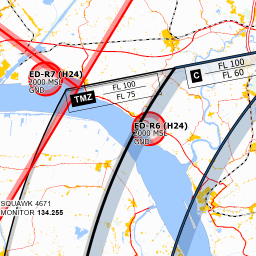 FL 100
FL 60
C
ED-R7 (H24)
2000 MSL
GND
FL 100
FL 75
TMZ
ED-R6 (H24)
2000 MSL
GND
SQUAWK 4671
MONITOR 134.255